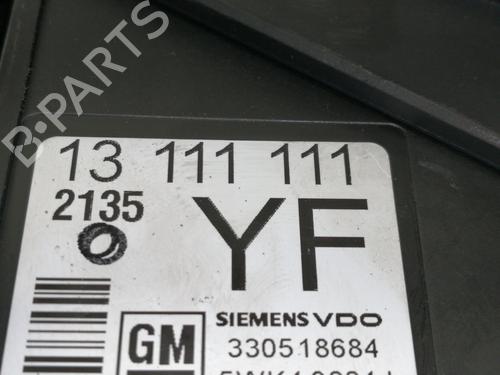 B-PARTS
13 111 111
2135
YF
GM
SIEMENS VDO
330518684